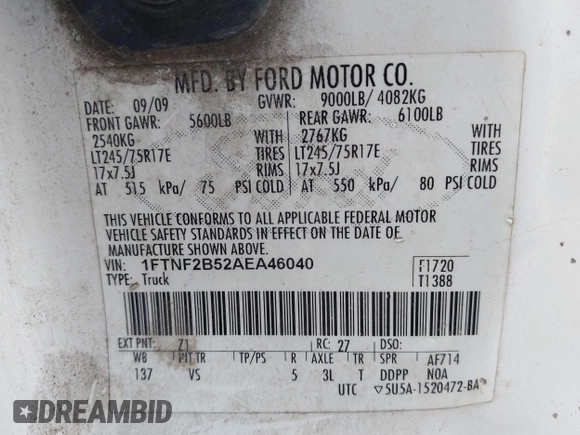 MFD. BY FORD MOTOR CO.
DATE: 09/09 GVWR: 9000LB/ 4082KG
FRONT GAWR: 5600LB REAR GAWR: 6100LB
2540KG WITH 2767KG WITH
LT245/75R17E TIRES LT245/75R17E TIRES
17x7.5J RIMS 17x7.5J RIMS
AT 515 kPa/ 75 PSI COLD AT 550 kPa/ 80 PSI COLD
THIS VEHICLE CONFORMS TO ALL APPLICABLE FEDERAL MOTOR
VEHICLE SAFETY STANDARDS IN EFFECT ON THE DATE OF
MANUFACTURE SHOWN ABOVE.
VIN: 1FTNF2B52AEA46040 F1720
TYPE: Truck T1388
EXT PNT: Z1 RC: 27 DSO:
WB PIT TR TP/PS R AXLE TR SPR AF714
137 VS 5 3L T DDPP NOA
UTC ▽5U5A-1520472-BA
DREAMBID